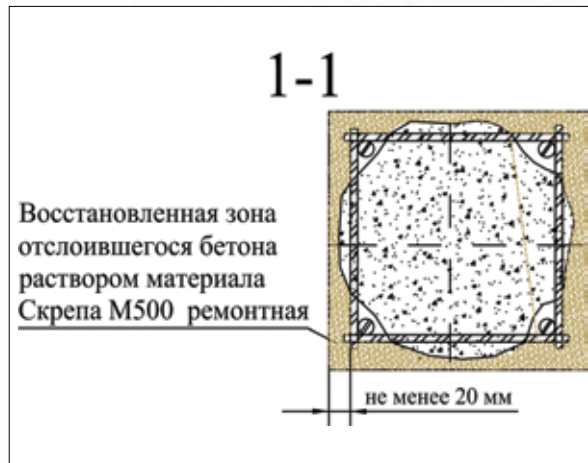 1-1
Восстановленная зона
отслоившегося бетона
раствором материала
Скрепа М500 ремонтная
не менее 20 мм